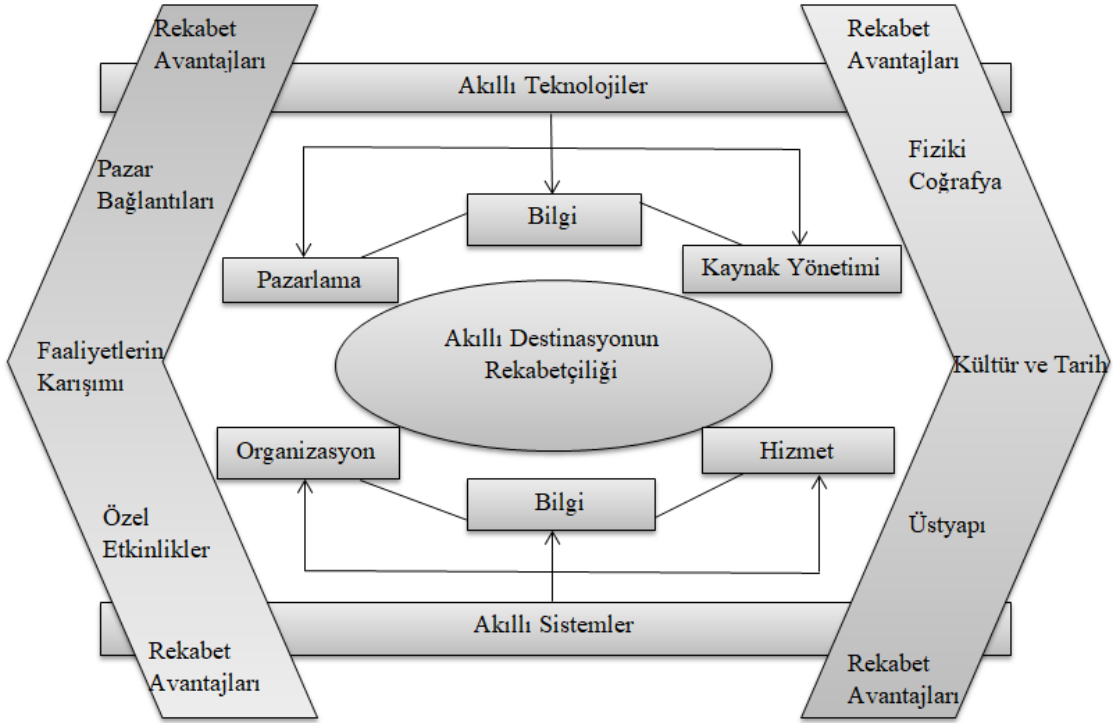 Rekabet
Avantajları
Rekabet
Avantajları
Akıllı Teknolojiler
Pazar
Bağlantıları
Fiziki
Coğrafya
Bilgi
Pazarlama
Kaynak Yönetimi
Akıllı Destinasyonun
Rekabetçiliği
Faaliyetlerin
Karışımı
Kültür ve Tarih
Organizasyon
Hizmet
Bilgi
Özel
Etkinlikler
Üstyapı
Akıllı Sistemler
Rekabet
Avantajları
Rekabet
Avantajları